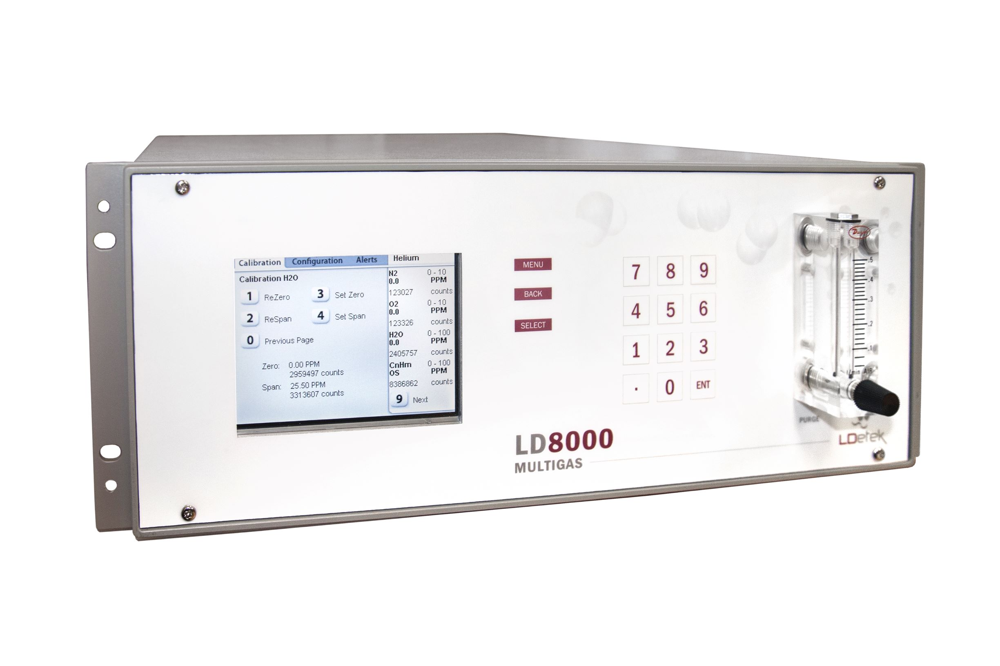 Calibration Configuration Alerts Helium
Calibration H2O
1 ReZero 3 Set Zero
2 ReSpan 4 Set Span
0 Previous Page
Zero: 0.00 PPM
2959497 counts
Span: 25.50 PPM
3313607 counts
N2 0 - 10
0.0 PPM
123027 counts
O2 0 - 10
0.0 PPM
123326 counts
H2O 0 - 100
0.0 PPM
2405757 counts
CnHm 0 - 100
OS PPM
8386862 counts
9 Next
MENU
BACK
SELECT
7 8 9
4 5 6
1 2 3
. 0 ENT
LD8000
MULTIGAS
.5
.4
.3
.2
.1
l/min AIR
PURGE
LDetek